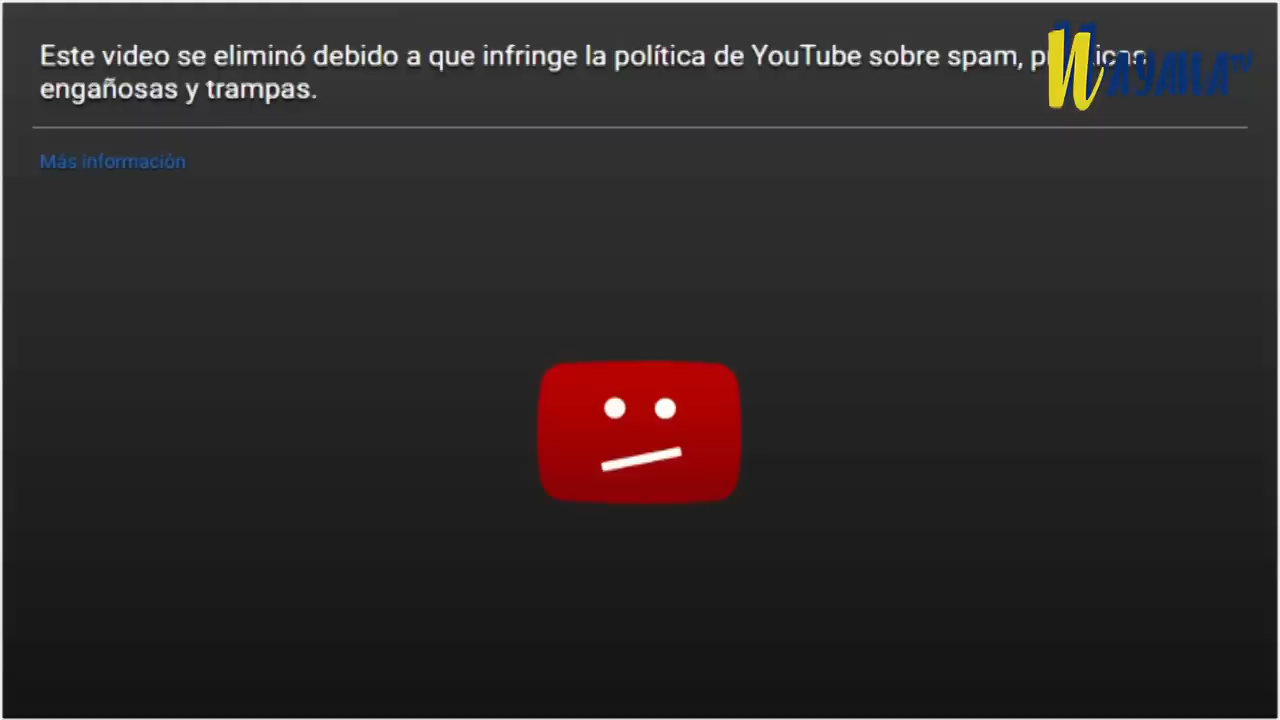 Este video se eliminó debido a que infringe la política de YouTube sobre spam,
engañosas y trampas.
Más información